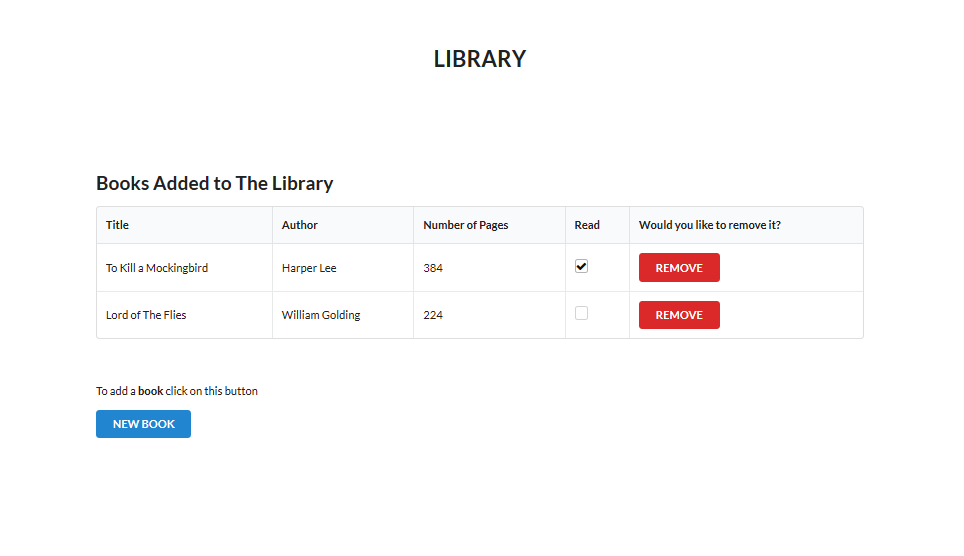 LIBRARY
Books Added to The Library
Title Author Number of Pages Read Would you like to remove it?
To Kill a Mockingbird Harper Lee 384 REMOVE
Lord of The Flies William Golding 224 REMOVE
To add a book click on this button
NEW BOOK